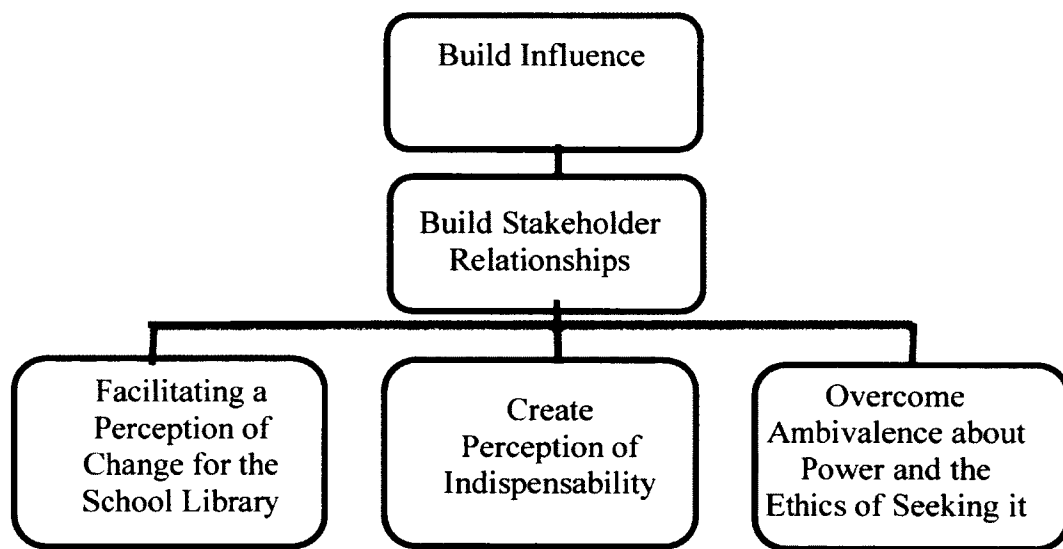 Build Influence
Build Stakeholder
Relationships
Facilitating a
Perception of
Change for the
School Library
Create
Perception of
Indispensability
Overcome
Ambivalence about
Power and the
Ethics of Seeking it